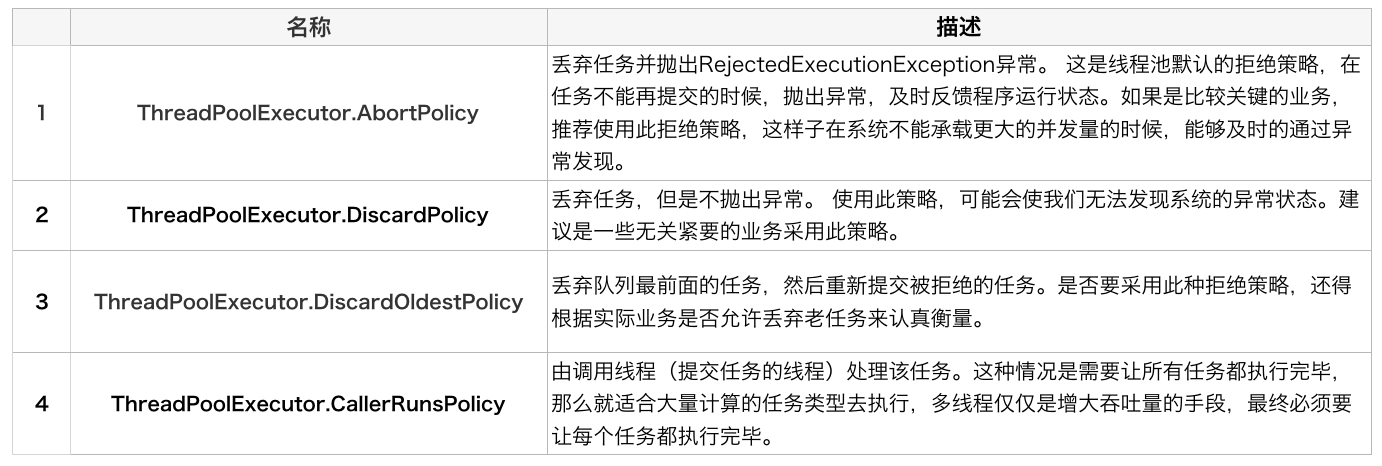 名称
描述
1
ThreadPoolExecutor.AbortPolicy
丢弃任务并抛出RejectedExecutionException异常。 这是线程池默认的拒绝策略，在
任务不能再提交的时候，抛出异常，及时反馈程序运行状态。如果是比较关键的业务，
推荐使用此拒绝策略，这样子在系统不能承载更大的并发量的时候，能够及时的通过异
常发现。
2
ThreadPoolExecutor.DiscardPolicy
丢弃任务，但是不抛出异常。 使用此策略，可能会使我们无法发现系统的异常状态。建
议是一些无关紧要的业务采用此策略。
3
ThreadPoolExecutor.DiscardOldestPolicy
丢弃队列最前面的任务，然后重新提交被拒绝的任务。是否要采用此种拒绝策略，还得
根据实际业务是否允许丢弃老任务来认真衡量。
4
ThreadPoolExecutor.CallerRunsPolicy
由调用线程（提交任务的线程）处理该任务。这种情况是需要让所有任务都执行完毕，
那么就适合大量计算的任务类型去执行，多线程仅仅是增大吞吐量的手段，最终必须要
让每个任务都执行完毕。